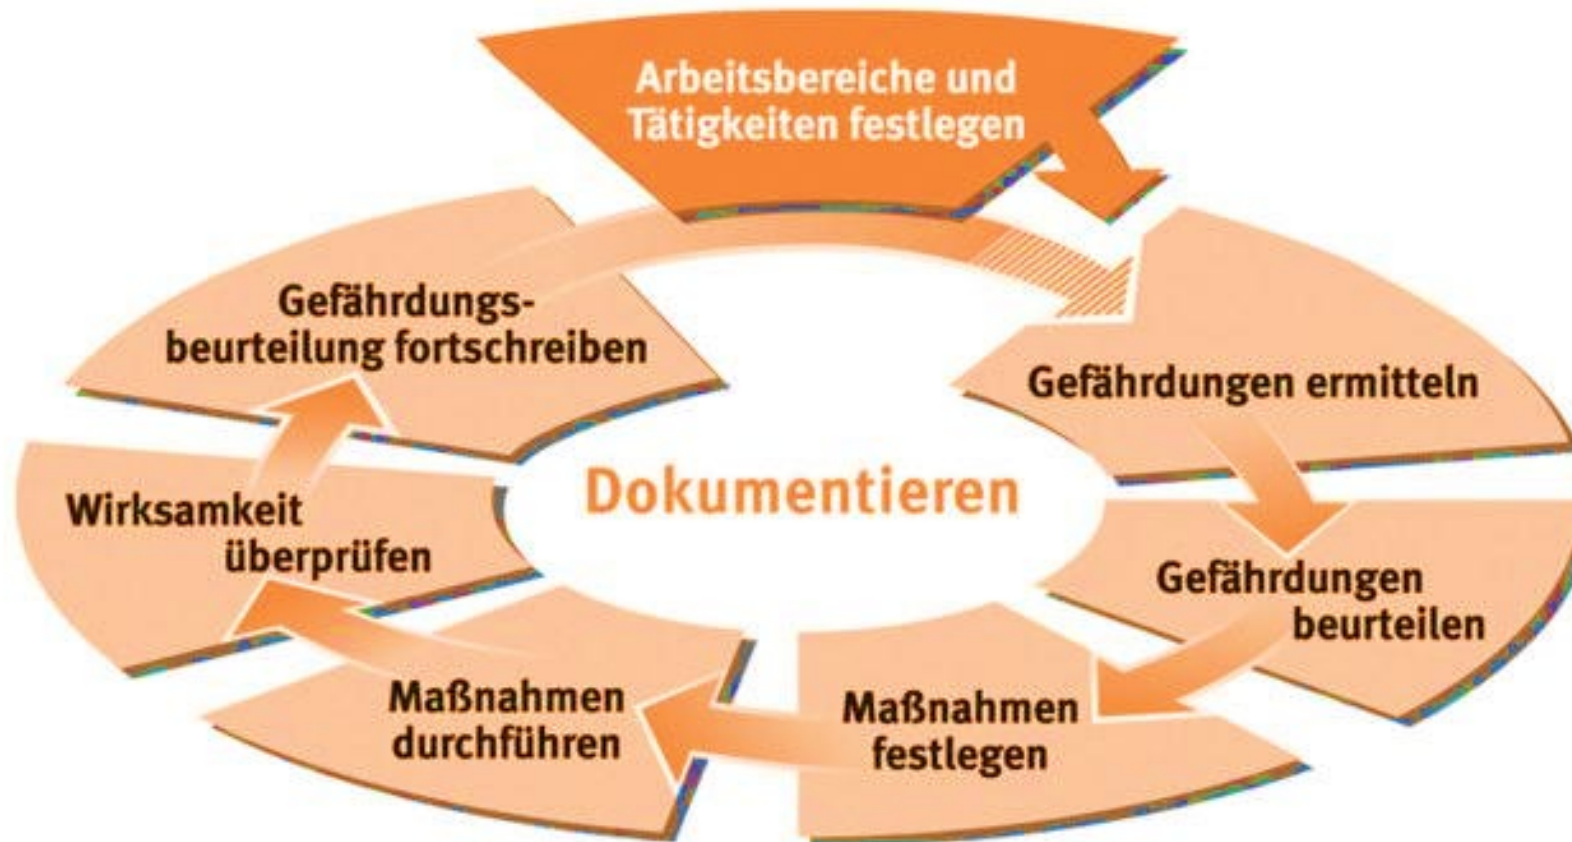 Arbeitsbereiche und
Tätigkeiten festlegen
Gefährdungen ermitteln
Gefährdungen
beurteilen
Maßnahmen
festlegen
Maßnahmen
durchführen
Wirksamkeit
überprüfen
Gefährdungs-
beurteilung fortschreiben
Dokumentieren